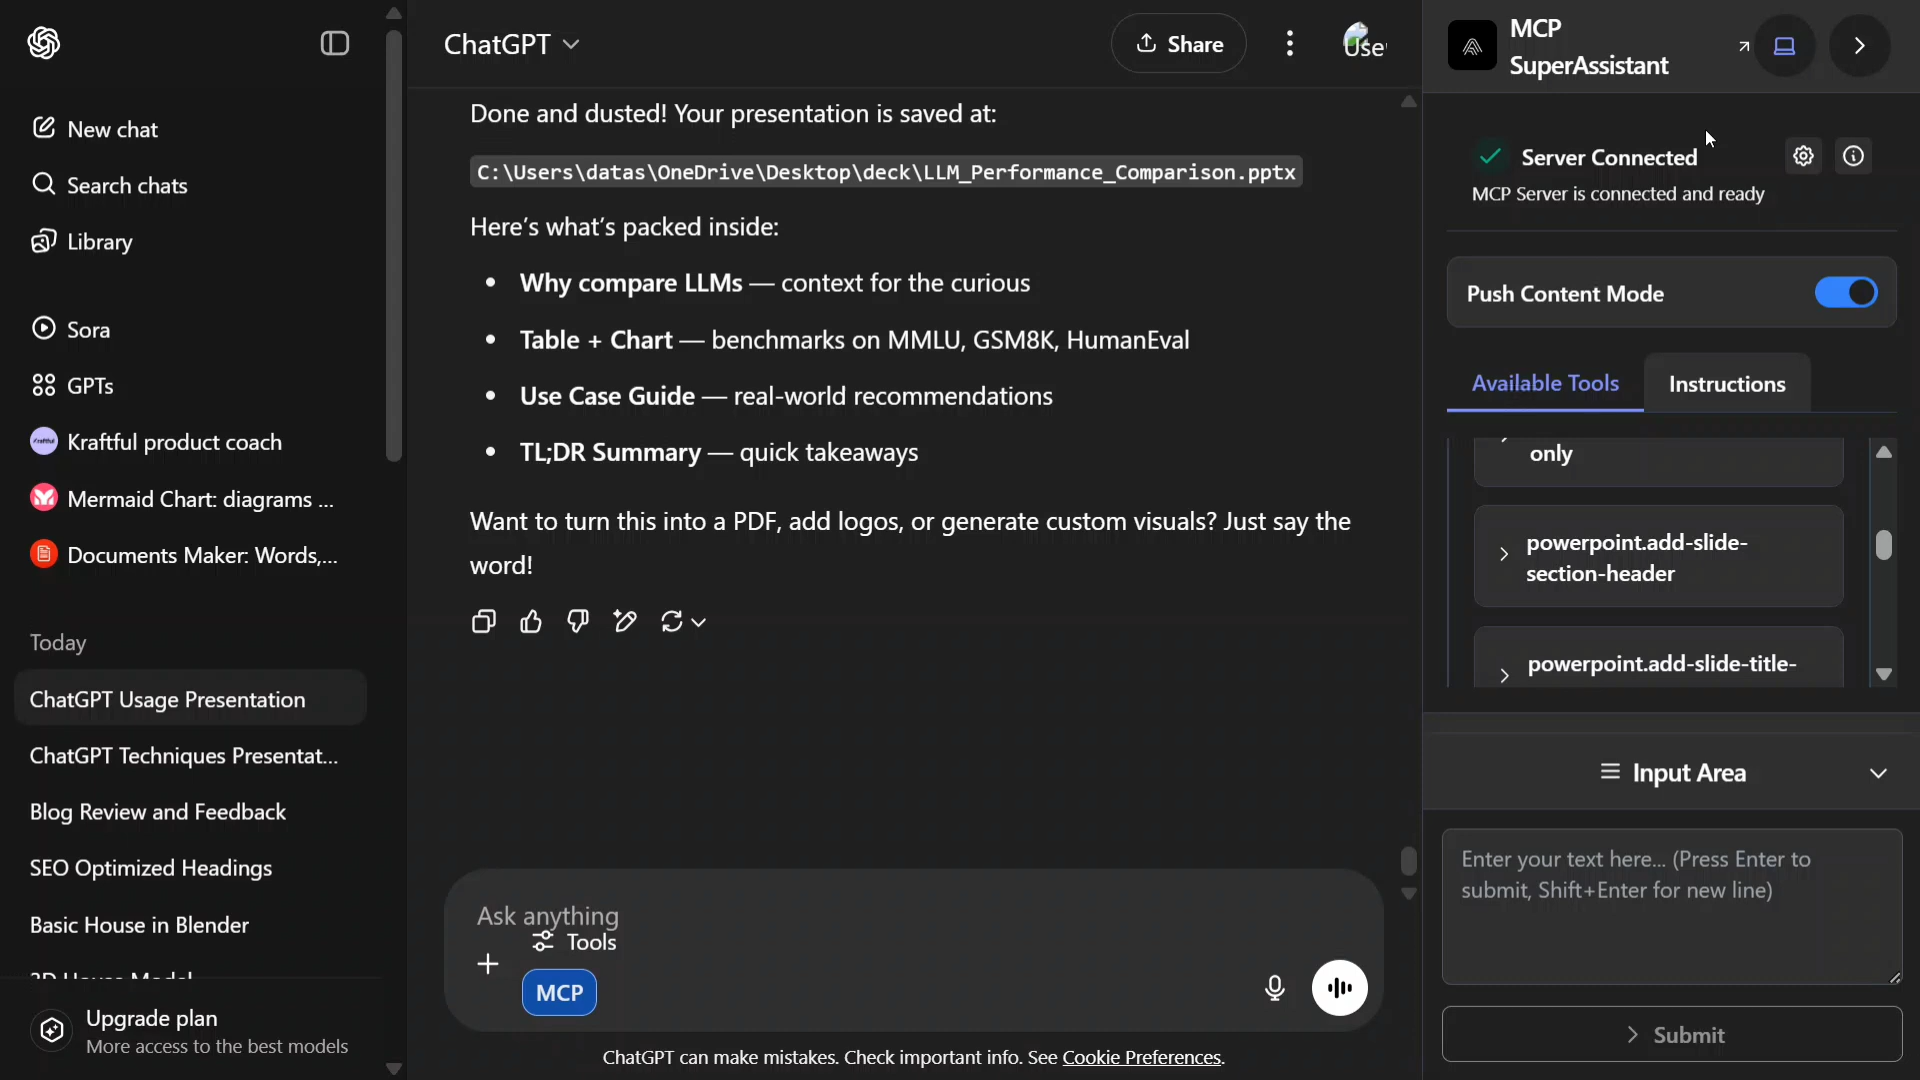 New chat
Search chats
Library
Sora
GPTs
Kraftful product coach
Mermaid Chart: diagrams ...
Documents Maker: Words,...
Today
ChatGPT Usage Presentation
ChatGPT Techniques Presentat...
Blog Review and Feedback
SEO Optimized Headings
Basic House in Blender
Upgrade plan
More access to the best models
ChatGPT
Share
Use
Done and dusted! Your presentation is saved at:
C:\Users\datas\OneDrive\Desktop\deck\LLM_Performance_Comparison.pptx
Here’s what’s packed inside:
• Why compare LLMs — context for the curious
• Table + Chart — benchmarks on MMLU, GSM8K, HumanEval
• Use Case Guide — real-world recommendations
• TL;DR Summary — quick takeaways
Want to turn this into a PDF, add logos, or generate custom visuals? Just say the
word!
Ask anything
Tools
MCP
ChatGPT can make mistakes. Check important info. See Cookie Preferences.
MCP
SuperAssistant
Server Connected
MCP Server is connected and ready
Push Content Mode
Available Tools
Instructions
only
powerpoint.add-slide-
section-header
powerpoint.add-slide-title-
Input Area
Enter your text here... (Press Enter to
submit, Shift+Enter for new line)
Submit